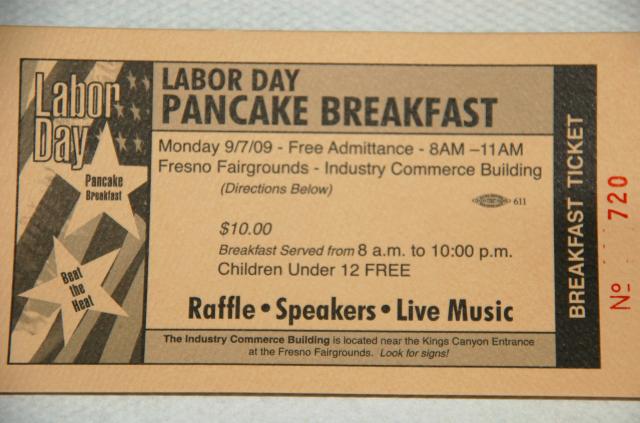 Labor
Day
Pancake
Breakfast
Beat
the
Heat
LABOR DAY
PANCAKE BREAKFAST
Monday 9/7/09 - Free Admittance - 8AM –11AM
Fresno Fairgrounds - Industry Commerce Building
(Directions Below)
611
$10.00
Breakfast Served from 8 a.m. to 10:00 p.m.
Children Under 12 FREE
Raffle • Speakers • Live Music
The Industry Commerce Building is located near the Kings Canyon Entrance
at the Fresno Fairgrounds. Look for signs!
BREAKFAST TICKET
Nº 720